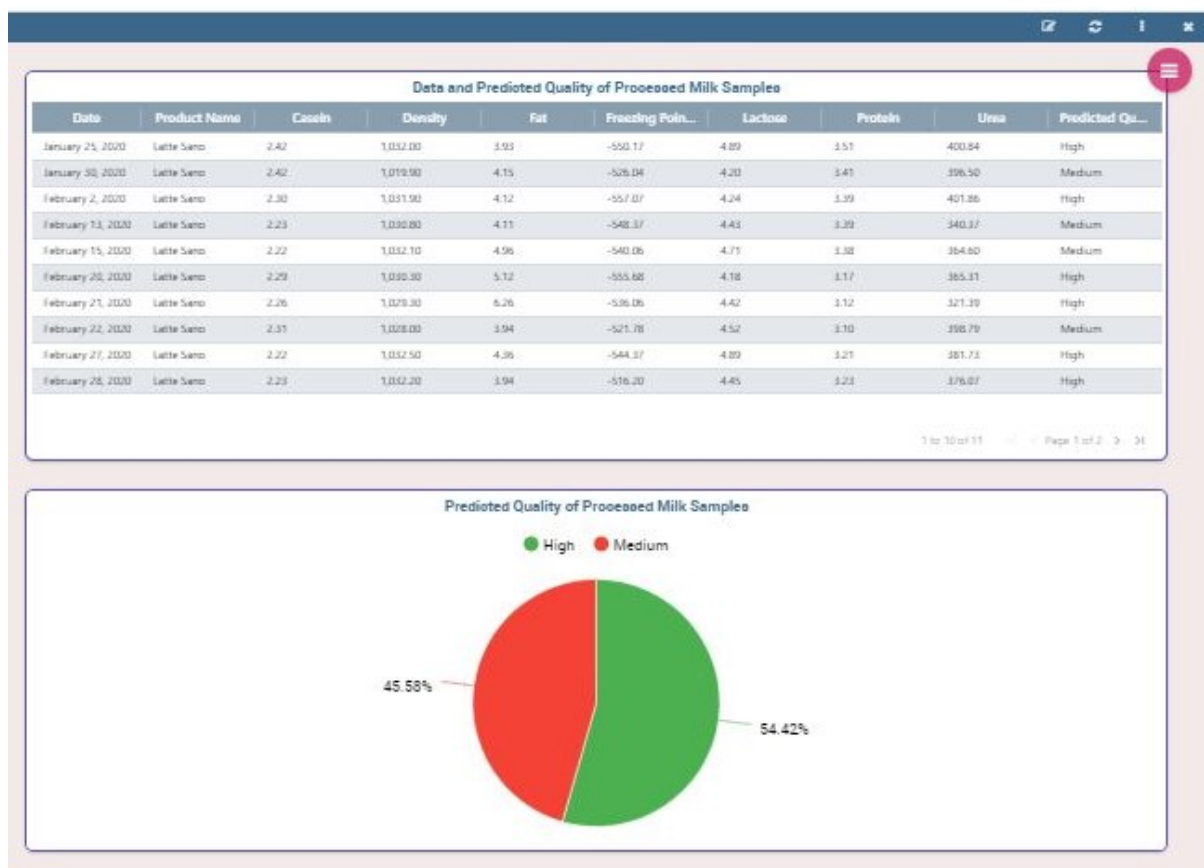 Data and Predicted Quality of Processed Milk Samples
Date Product Name Casein Density Fat Freezing Poin... Lactose Protein Urea Predicted Qu...
January 25, 2020 Latte Sano 2.42 1,032.00 3.93 -550.17 4.89 3.51 400.84 High
January 30, 2020 Latte Sano 2.42 1,019.90 4.15 -526.04 4.20 3.41 396.50 Medium
February 2, 2020 Latte Sano 2.30 1,031.90 4.12 -557.07 4.24 3.39 401.86 High
February 13, 2020 Latte Sano 2.23 1,030.80 4.11 -548.37 4.43 3.39 340.37 Medium
February 15, 2020 Latte Sano 2.22 1,032.10 4.96 -540.06 4.71 3.38 364.60 Medium
February 20, 2020 Latte Sano 2.29 1,030.30 5.12 -555.68 4.18 3.17 365.31 High
February 21, 2020 Latte Sano 2.26 1,029.30 6.26 -536.06 4.42 3.12 321.39 High
February 22, 2020 Latte Sano 2.31 1,028.00 3.94 -521.78 4.52 3.10 398.79 Medium
February 27, 2020 Latte Sano 2.22 1,032.50 4.36 -544.37 4.89 3.21 381.73 High
February 28, 2020 Latte Sano 2.23 1,032.20 3.94 -516.20 4.45 3.23 376.07 High
1 to 10 of 11 Page 1 of 2
Predicted Quality of Processed Milk Samples
High Medium
45.58%
54.42%